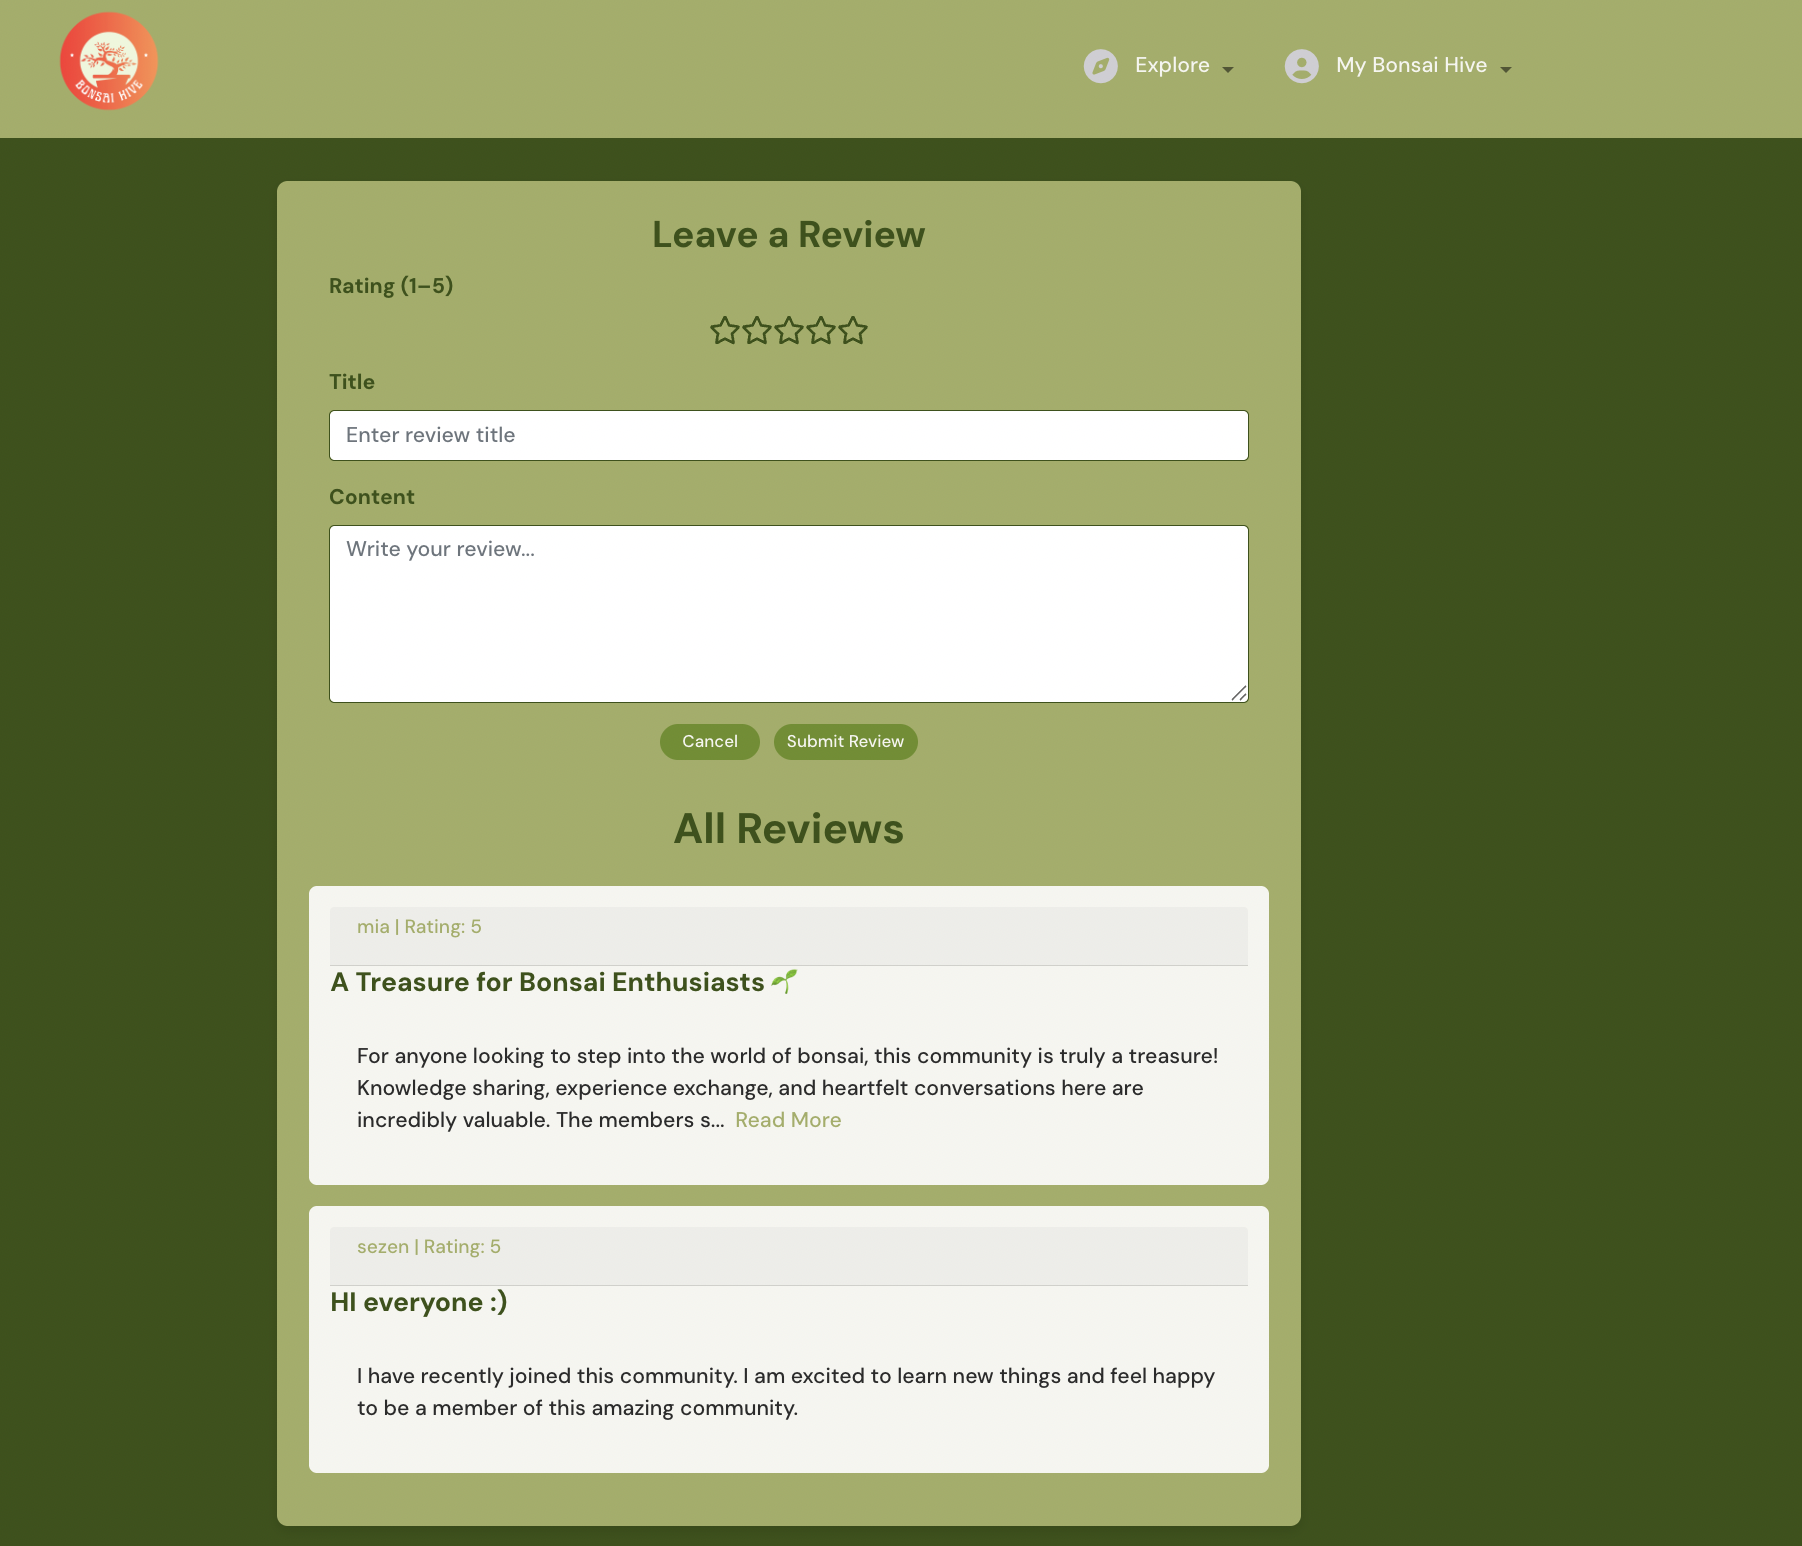 BONSAI HIVE
Explore
My Bonsai Hive
Leave a Review
Rating (1–5)
Title
Enter review title
Content
Write your review...
Cancel
Submit Review
All Reviews
mia | Rating: 5
A Treasure for Bonsai Enthusiasts 🌱
For anyone looking to step into the world of bonsai, this community is truly a treasure!
Knowledge sharing, experience exchange, and heartfelt conversations here are
incredibly valuable. The members s... Read More
sezen | Rating: 5
HI everyone :)
I have recently joined this community. I am excited to learn new things and feel happy
to be a member of this amazing community.